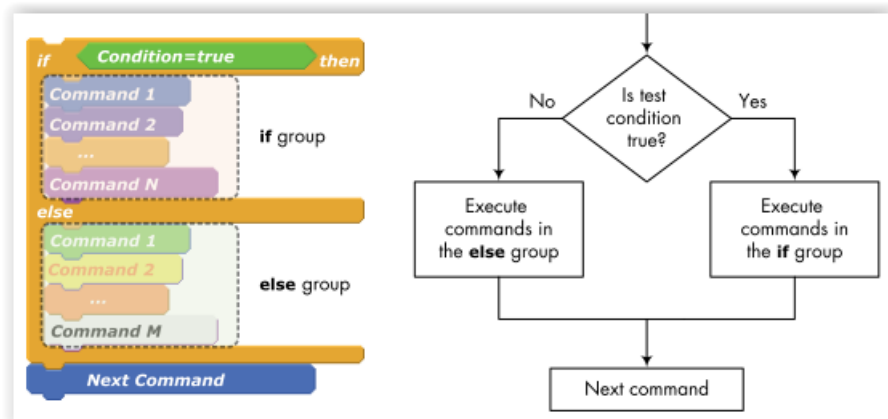 if Condition=true then
Command 1
Command 2
...
Command N
if group
else
Command 1
Command 2
...
Command M
else group
Next Command
Is test
condition
true?
No
Yes
Execute
commands in
the else group
Execute
commands in
the if group
Next command